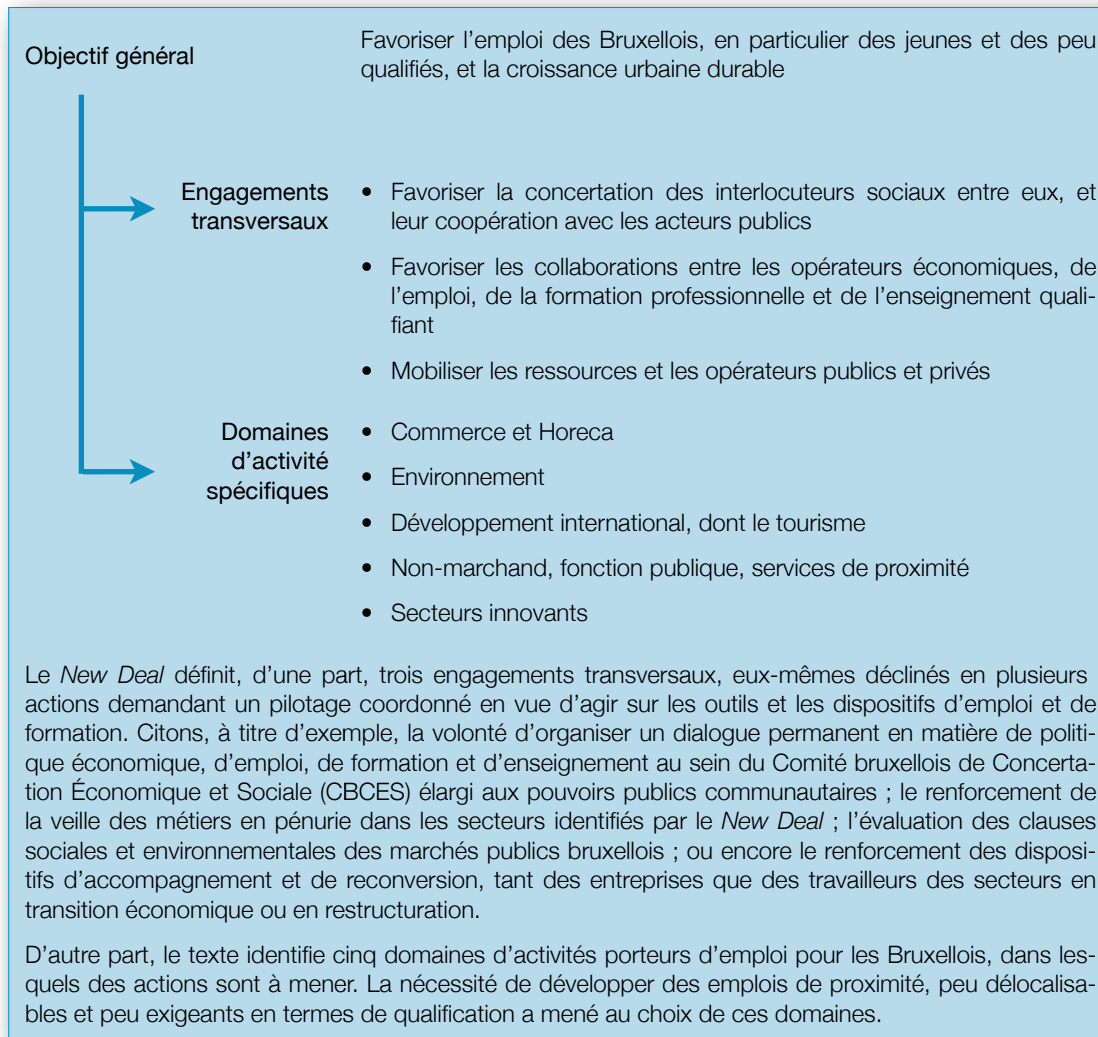 Objectif général
Favoriser l’emploi des Bruxellois, en particulier des jeunes et des peu
qualifiés, et la croissance urbaine durable
Engagements
transversaux
• Favoriser la concertation des interlocuteurs sociaux entre eux, et
leur coopération avec les acteurs publics
• Favoriser les collaborations entre les opérateurs économiques, de
l’emploi, de la formation professionnelle et de l’enseignement quali-
fiant
• Mobiliser les ressources et les opérateurs publics et privés
Domaines
d’activité
spécifiques
• Commerce et Horeca
• Environnement
• Développement international, dont le tourisme
• Non-marchand, fonction publique, services de proximité
• Secteurs innovants
Le New Deal définit, d’une part, trois engagements transversaux, eux-mêmes déclinés en plusieurs
actions demandant un pilotage coordonné en vue d’agir sur les outils et les dispositifs d’emploi et de
formation. Citons, à titre d’exemple, la volonté d’organiser un dialogue permanent en matière de politi-
que économique, d’emploi, de formation et d’enseignement au sein du Comité bruxellois de Concerta-
tion Économique et Sociale (CBCES) élargi aux pouvoirs publics communautaires ; le renforcement de
la veille des métiers en pénurie dans les secteurs identifiés par le New Deal ; l’évaluation des clauses
sociales et environnementales des marchés publics bruxellois ; ou encore le renforcement des disposi-
tifs d’accompagnement et de reconversion, tant des entreprises que des travailleurs des secteurs en
transition économique ou en restructuration.
D’autre part, le texte identifie cinq domaines d’activités porteurs d’emploi pour les Bruxellois, dans les-
quels des actions sont à mener. La nécessité de développer des emplois de proximité, peu délocalisa-
bles et peu exigeants en termes de qualification a mené au choix de ces domaines.